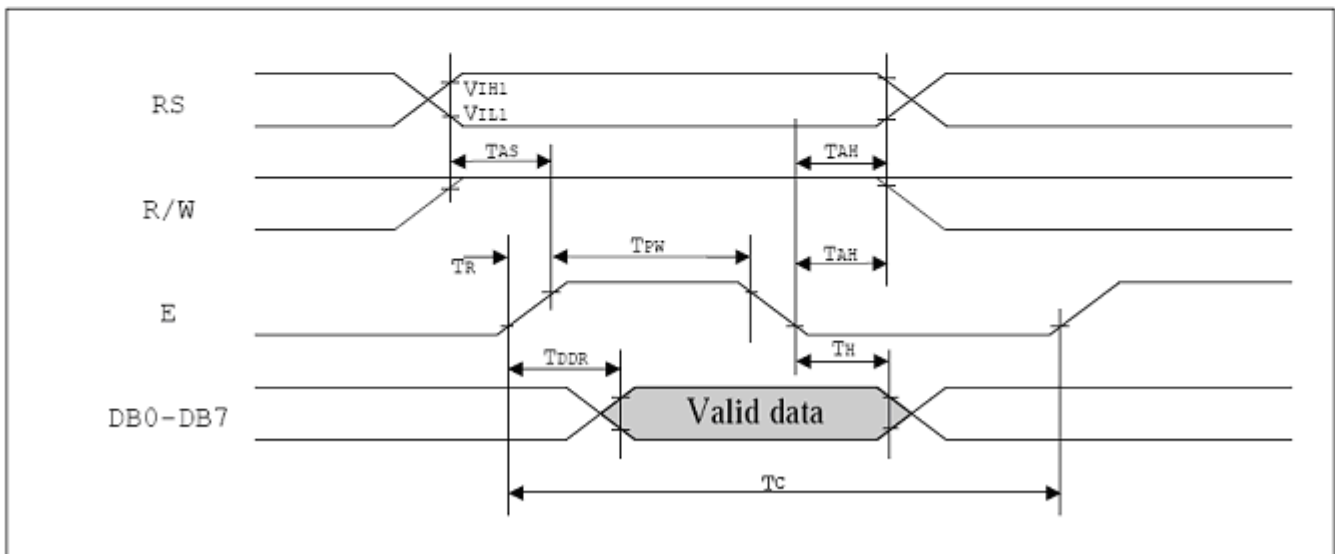 RS
VIH1
VIL1
TAS
TAH
R/W
TPW
TAH
TR
E
TDDR
TH
DB0-DB7
Valid data
TC